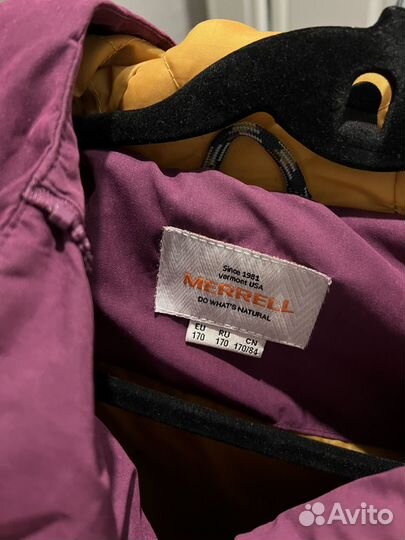 Since 1981
Vermont USA
MERRELL
DO WHAT'S NATURAL
EU RU CN
170 170 170/84
Avito